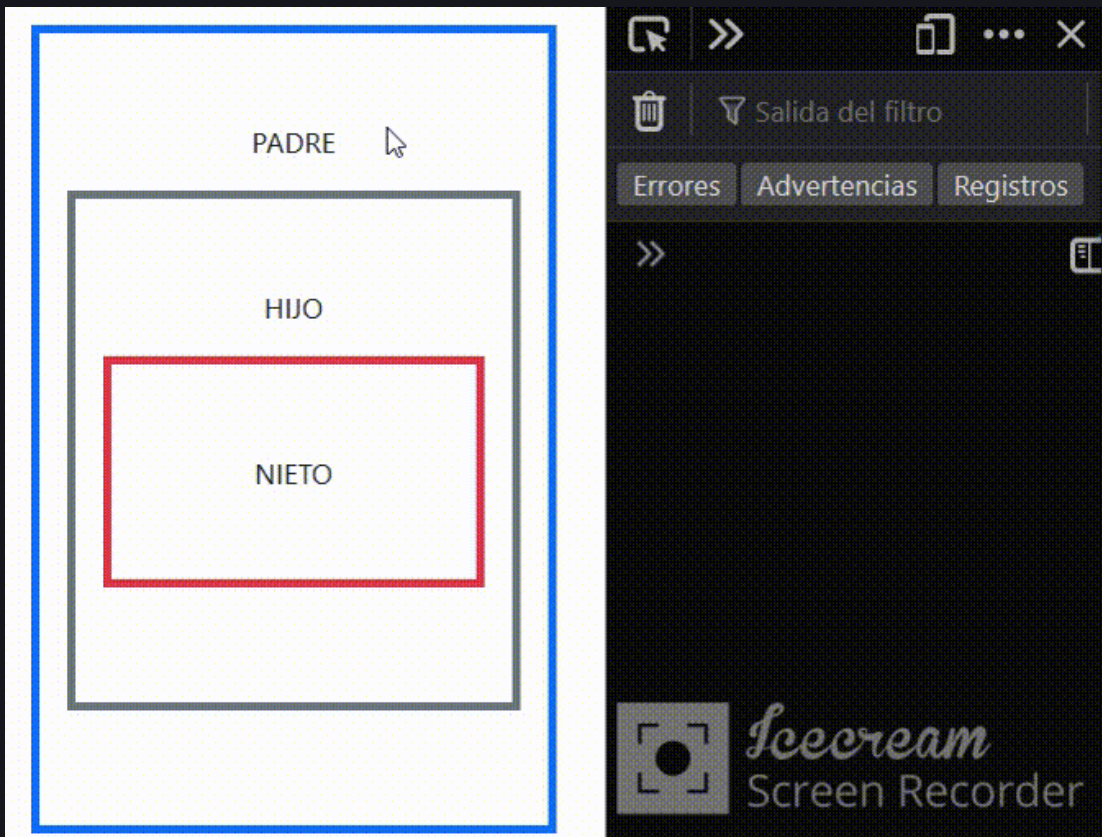 PADRE
HIJO
NIETO
Salida del filtro
Errores Advertencias Registros
Icecream
Screen Recorder